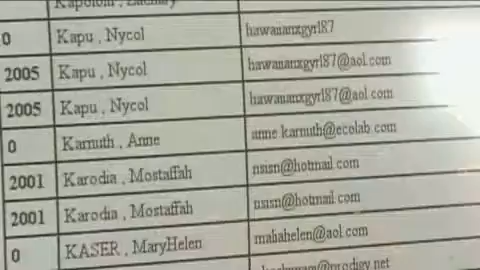 0 Kapu , Nycol hawaiianxgyrl87
2005 Kapu , Nycol hawaiianxgyrl87@aol.com
2005 Kapu , Nycol hawaiianxgyrl87@aol.com
0 Karnuth , Anne anne.karnuth@ecolab.com
2001 Karodia , Mostaffah nsisn@hotmail.com
2001 Karodia , Mostaffah nsisn@hotmail.com
0 KASER , MaryHelen maliahelen@aol.com